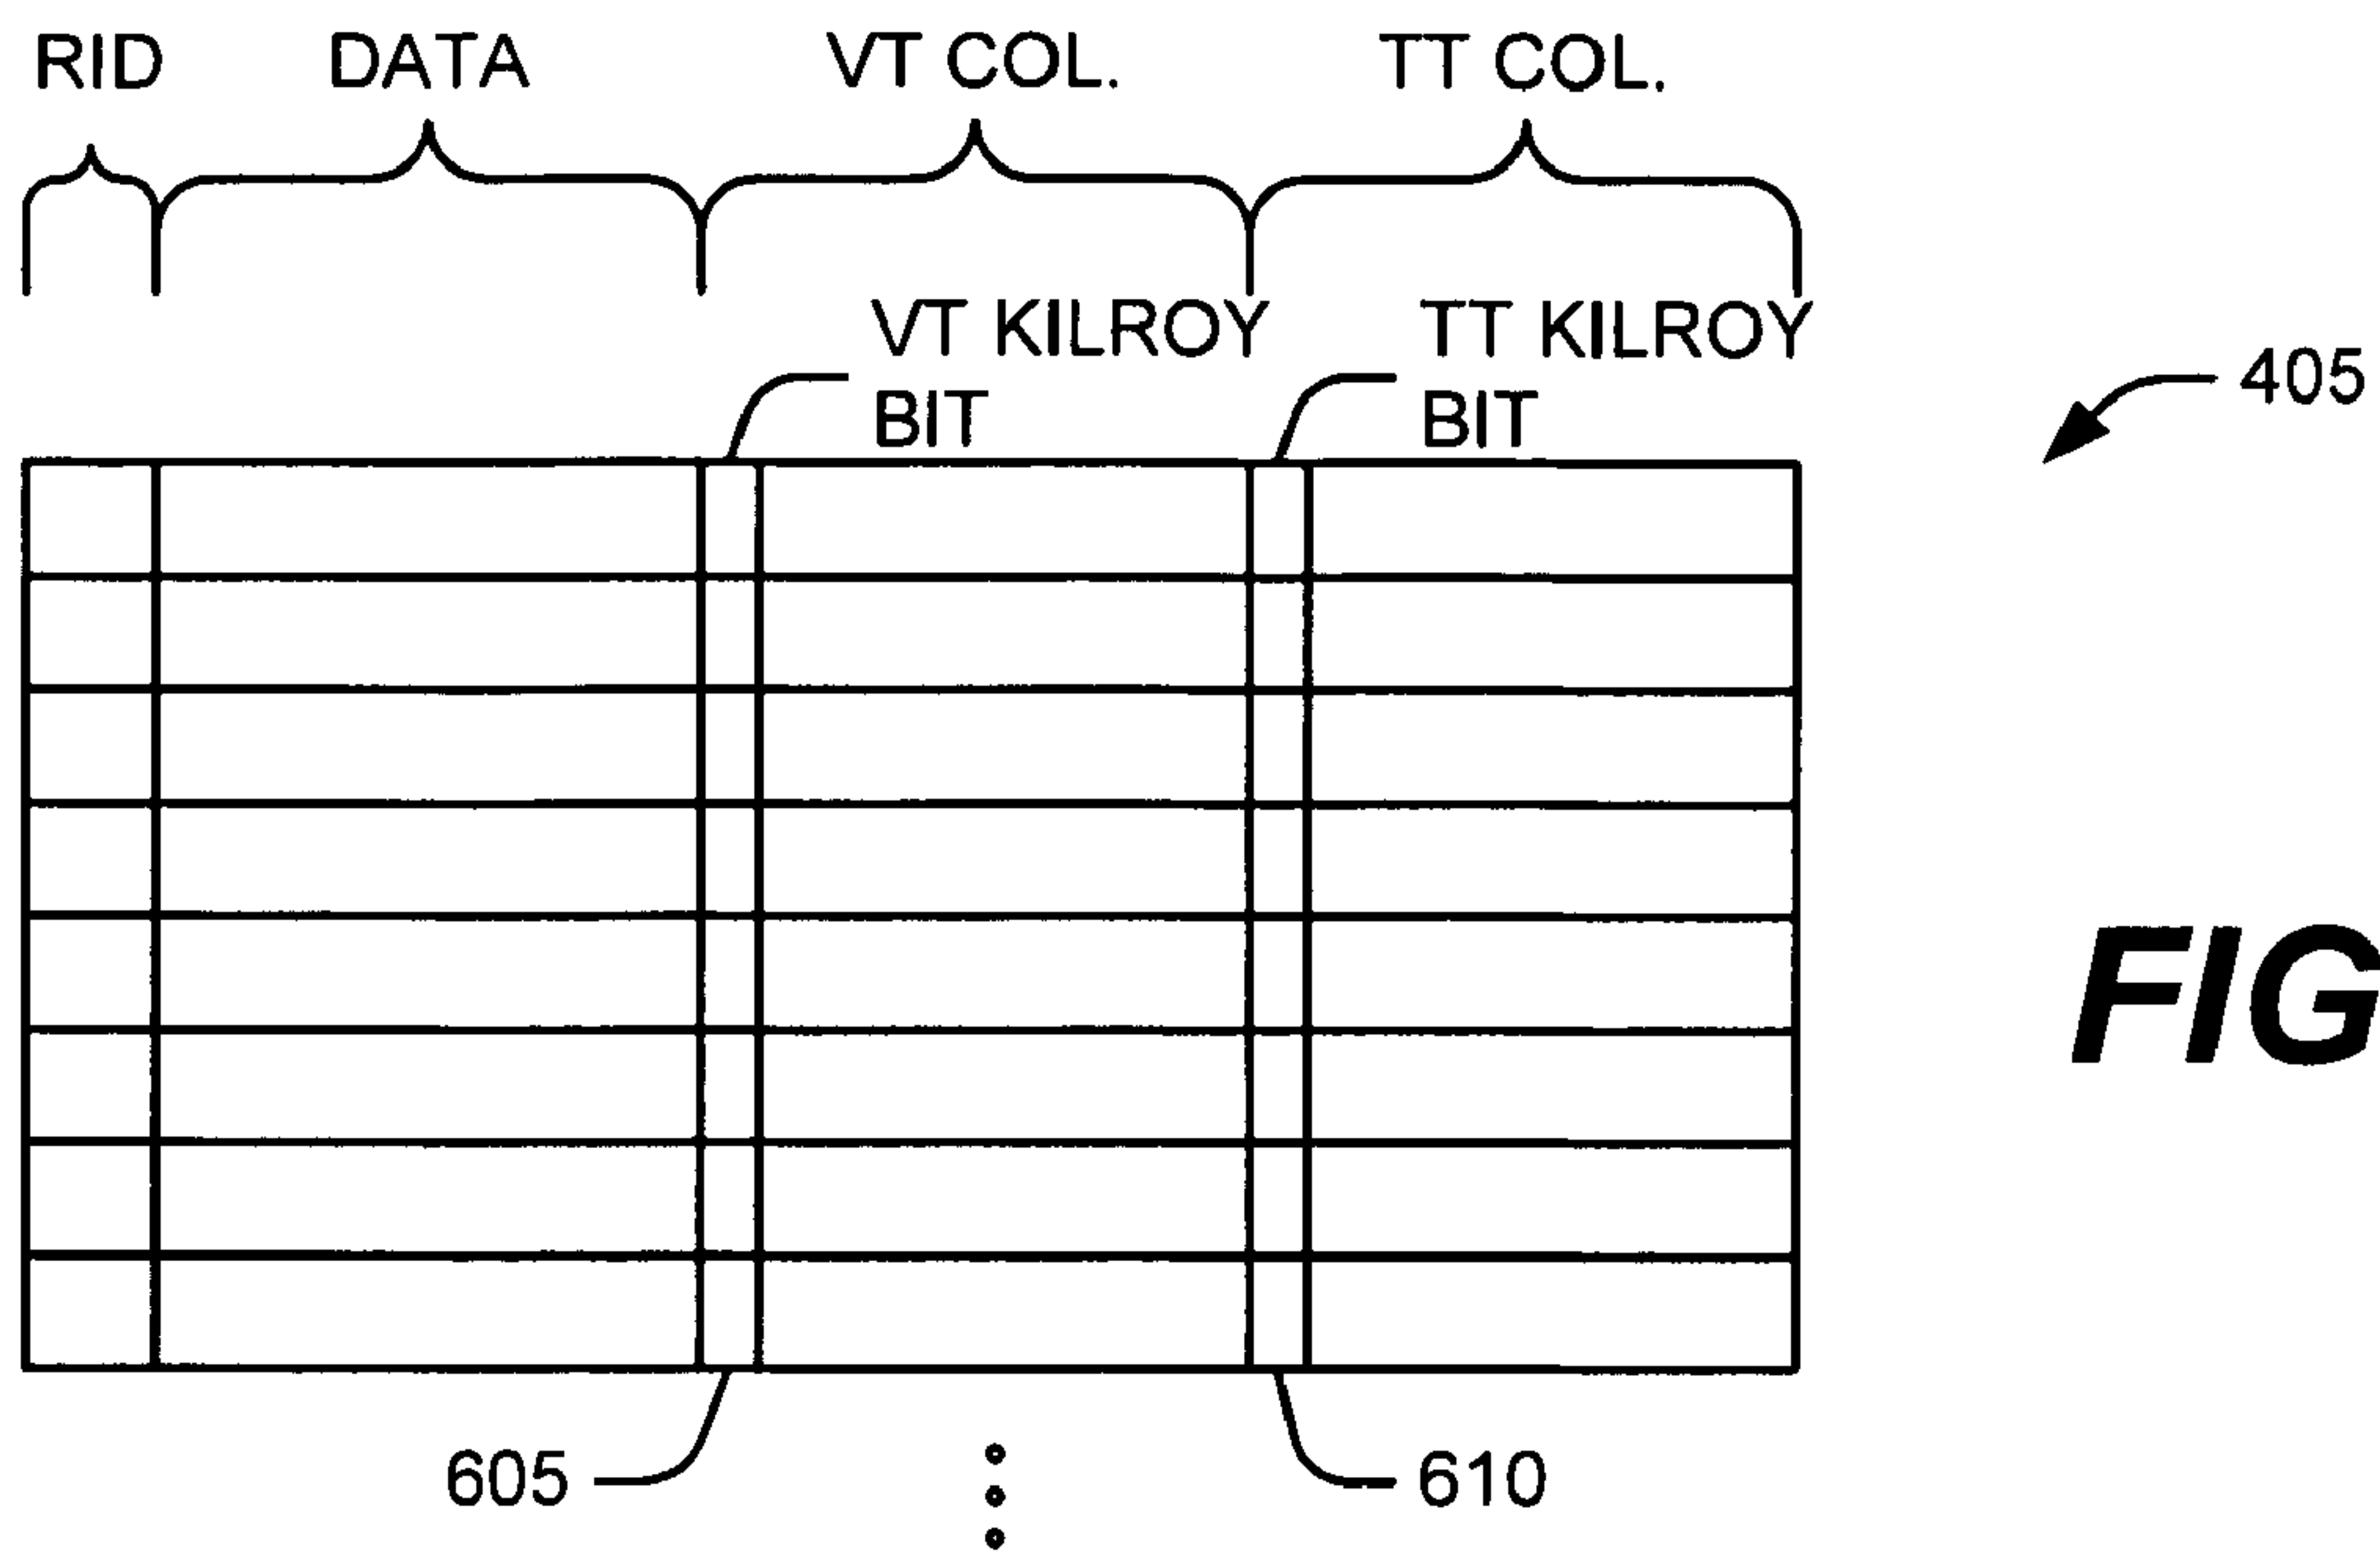 RID DATA VT COL. TT COL.
VT KILROY BIT
TT KILROY BIT
405
FIG
605
610